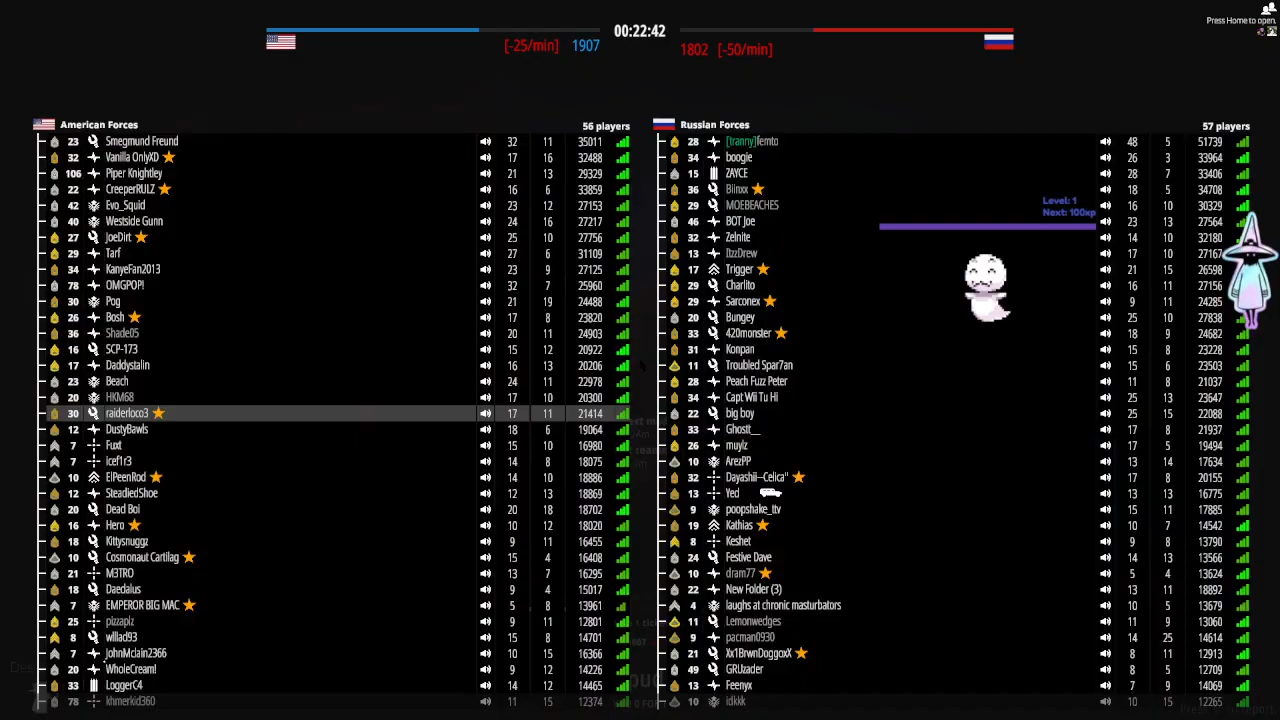 Press Home to open.
00:22:42
[-25/min] 1907
1802 [-50/min]
American Forces 56 players
23 Smegmund Freund 32 11 35011
32 Vanilla OnlyXD 17 16 32488
106 Piper Knightley 21 13 29329
22 CreeperRULZ 16 6 33859
42 Evo_Squid 23 12 27153
40 Westside Gunn 24 16 27217
27 JoeDirt 25 10 27756
29 Tarf 27 6 31109
34 KanyeFan2013 23 9 27125
78 OMGPOP! 32 7 25960
30 Pog 21 19 24488
26 Bosh 17 8 23820
36 Shade05 20 11 24903
16 SCP-173 15 12 20922
17 Daddystalin 16 13 20206
23 Beach 24 11 22978
20 HKM68 17 10 20300
30 raiderloco3 17 11 21414
12 DustyBawls 18 6 19064
7 Fuxt 15 10 16980
7 icef1r3 14 8 18075
10 ElPeenRod 14 10 18886
12 SteadiedShoe 12 13 18869
20 Dead Boi 20 18 18702
16 Hero 10 12 18020
18 Kittysnuggz 9 11 16455
10 Cosmonaut Cartilag 15 4 16408
21 M3TRO 13 7 16295
18 Daedalus 9 4 15017
7 EMPEROR BIG MAC 5 8 13961
25 pizzaplz 9 11 12801
8 willad93 15 8 14701
7 JohnMclain2366 10 15 16366
20 WholeCream! 9 12 14226
33 LoggerC4 14 12 14465
78 khmerkid360 11 15 12374
Russian Forces 57 players
28 [tranny]femto 48 5 51739
34 boogie 26 3 33964
15 ZAYCE 28 7 33406
36 Biinxx 18 5 34708
29 MOEBEACHES 16 10 30329
46 BOT Joe 23 13 27564
32 Zelnite 14 10 32180
13 IzzDrew 17 10 27167
17 Trigger 21 15 26598
29 Charlito 16 11 27156
29 Sarconex 9 11 24285
20 Bungey 25 10 27838
33 420monster 18 9 24682
31 Konpan 15 8 23228
11 Troubled Spar7an 15 6 23503
28 Peach Fuzz Peter 11 8 21037
34 Capt Wii Tu Hi 25 13 23647
22 big boy 25 15 22088
33 Ghostt__ 17 8 21937
26 muylz 17 5 19494
10 ArezPP 13 14 17634
32 Dayashii--Celica" 17 8 20155
13 Yed 13 13 16775
9 poopshake_ttv 15 11 17885
19 Kathias 10 7 14542
8 Keshet 9 8 13790
24 Festive Dave 14 13 13566
10 dram77 5 4 13624
22 New Folder (3) 13 11 18892
4 laughs at chronic masturbators 10 5 13679
11 Lemonwedges 9 11 13060
9 pacman0930 14 25 14614
21 Xx1BrwnDoggoxX 8 11 12913
49 GRUzader 8 5 12709
13 Feenyx 7 9 14069
10 idkkk 10 15 12265
Level: 1
Next: 100xp